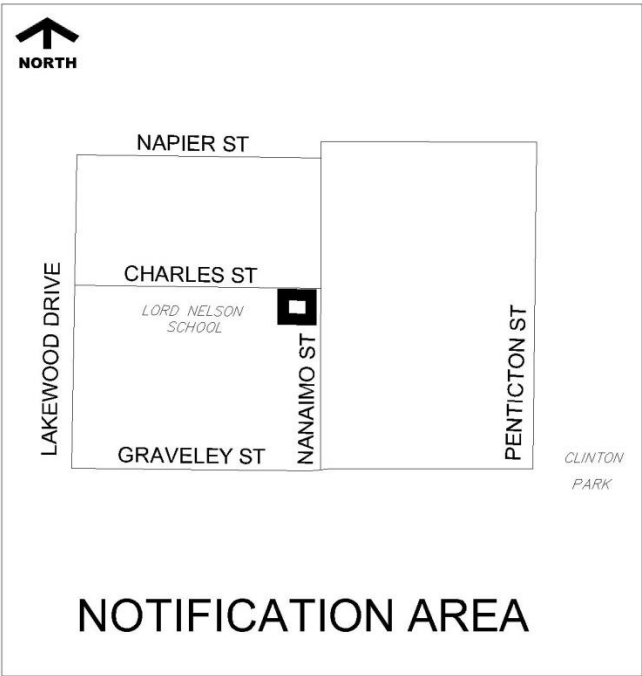 NORTH
NAPIER ST
CHARLES ST
LORD NELSON
SCHOOL
LAKEWOOD DRIVE
NANAIMO ST
PENTICTON ST
GRAVELEY ST
CLINTON
PARK
NOTIFICATION AREA